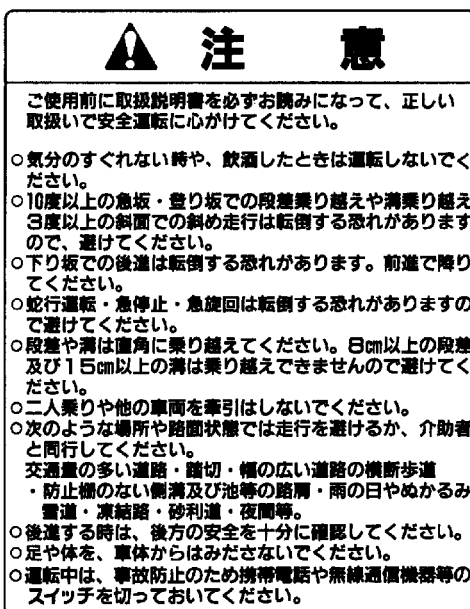 注 意
ご使用前に取扱説明書を必ずお読みになって、正しい
取扱いで安全運転に心がけてください。
○気分のすぐれない時や、飲酒したときは運転しないでく
ださい。
○10度以上の急坂・登り坂での段差乗り越えや溝乗り越え
3度以上の斜面での斜め走行は転倒する恐れがあります
ので、避けてください。
○下り坂での後進は転倒する恐れがあります。前進で降り
てください。
○蛇行運転・急停止・急旋回は転倒する恐れがありますの
で避けてください。
○段差や溝は直角に乗り越えてください。8cm以上の段差
及び15cm以上の溝は乗り越えできませんので避けてく
ださい。
○二人乗りや他の車両を牽引はしないでください。
○次のような場所や路面状態では走行を避けるか、介助者
と同行してください。
交通量の多い道路・踏切・幅の広い道路の横断歩道
・防止柵のない側溝及び池等の路肩・雨の日やぬかるみ
雪道・凍結路・砂利道・夜間等。
○後進する時は、後方の安全を十分に確認してください。
○足や体を、車体からはみださないでください。
○運転中は、事故防止のため携帯電話や無線通信機器等の
スイッチを切っておいてください。